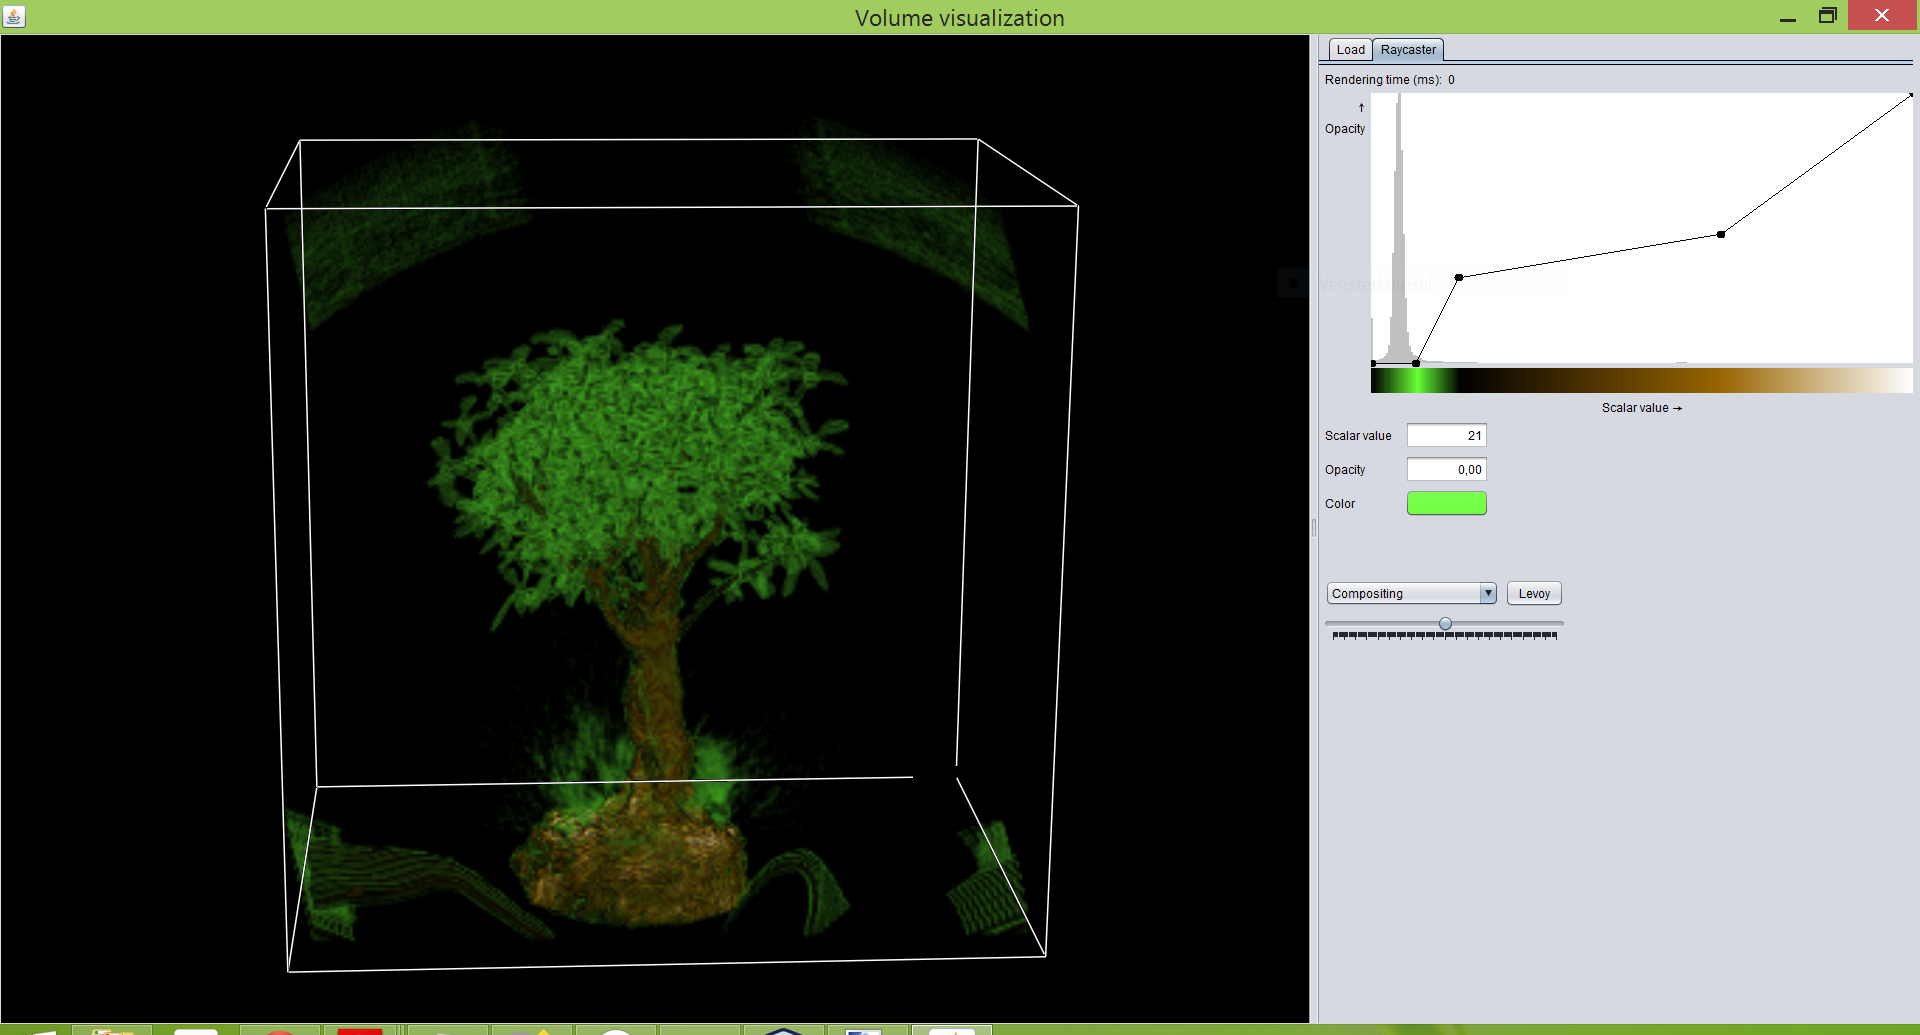 Volume visualization
Load Raycaster
Rendering time (ms): 0
↑
Opacity
Scalar value →
Scalar value 21
Opacity 0,00
Color
Compositing Levoy